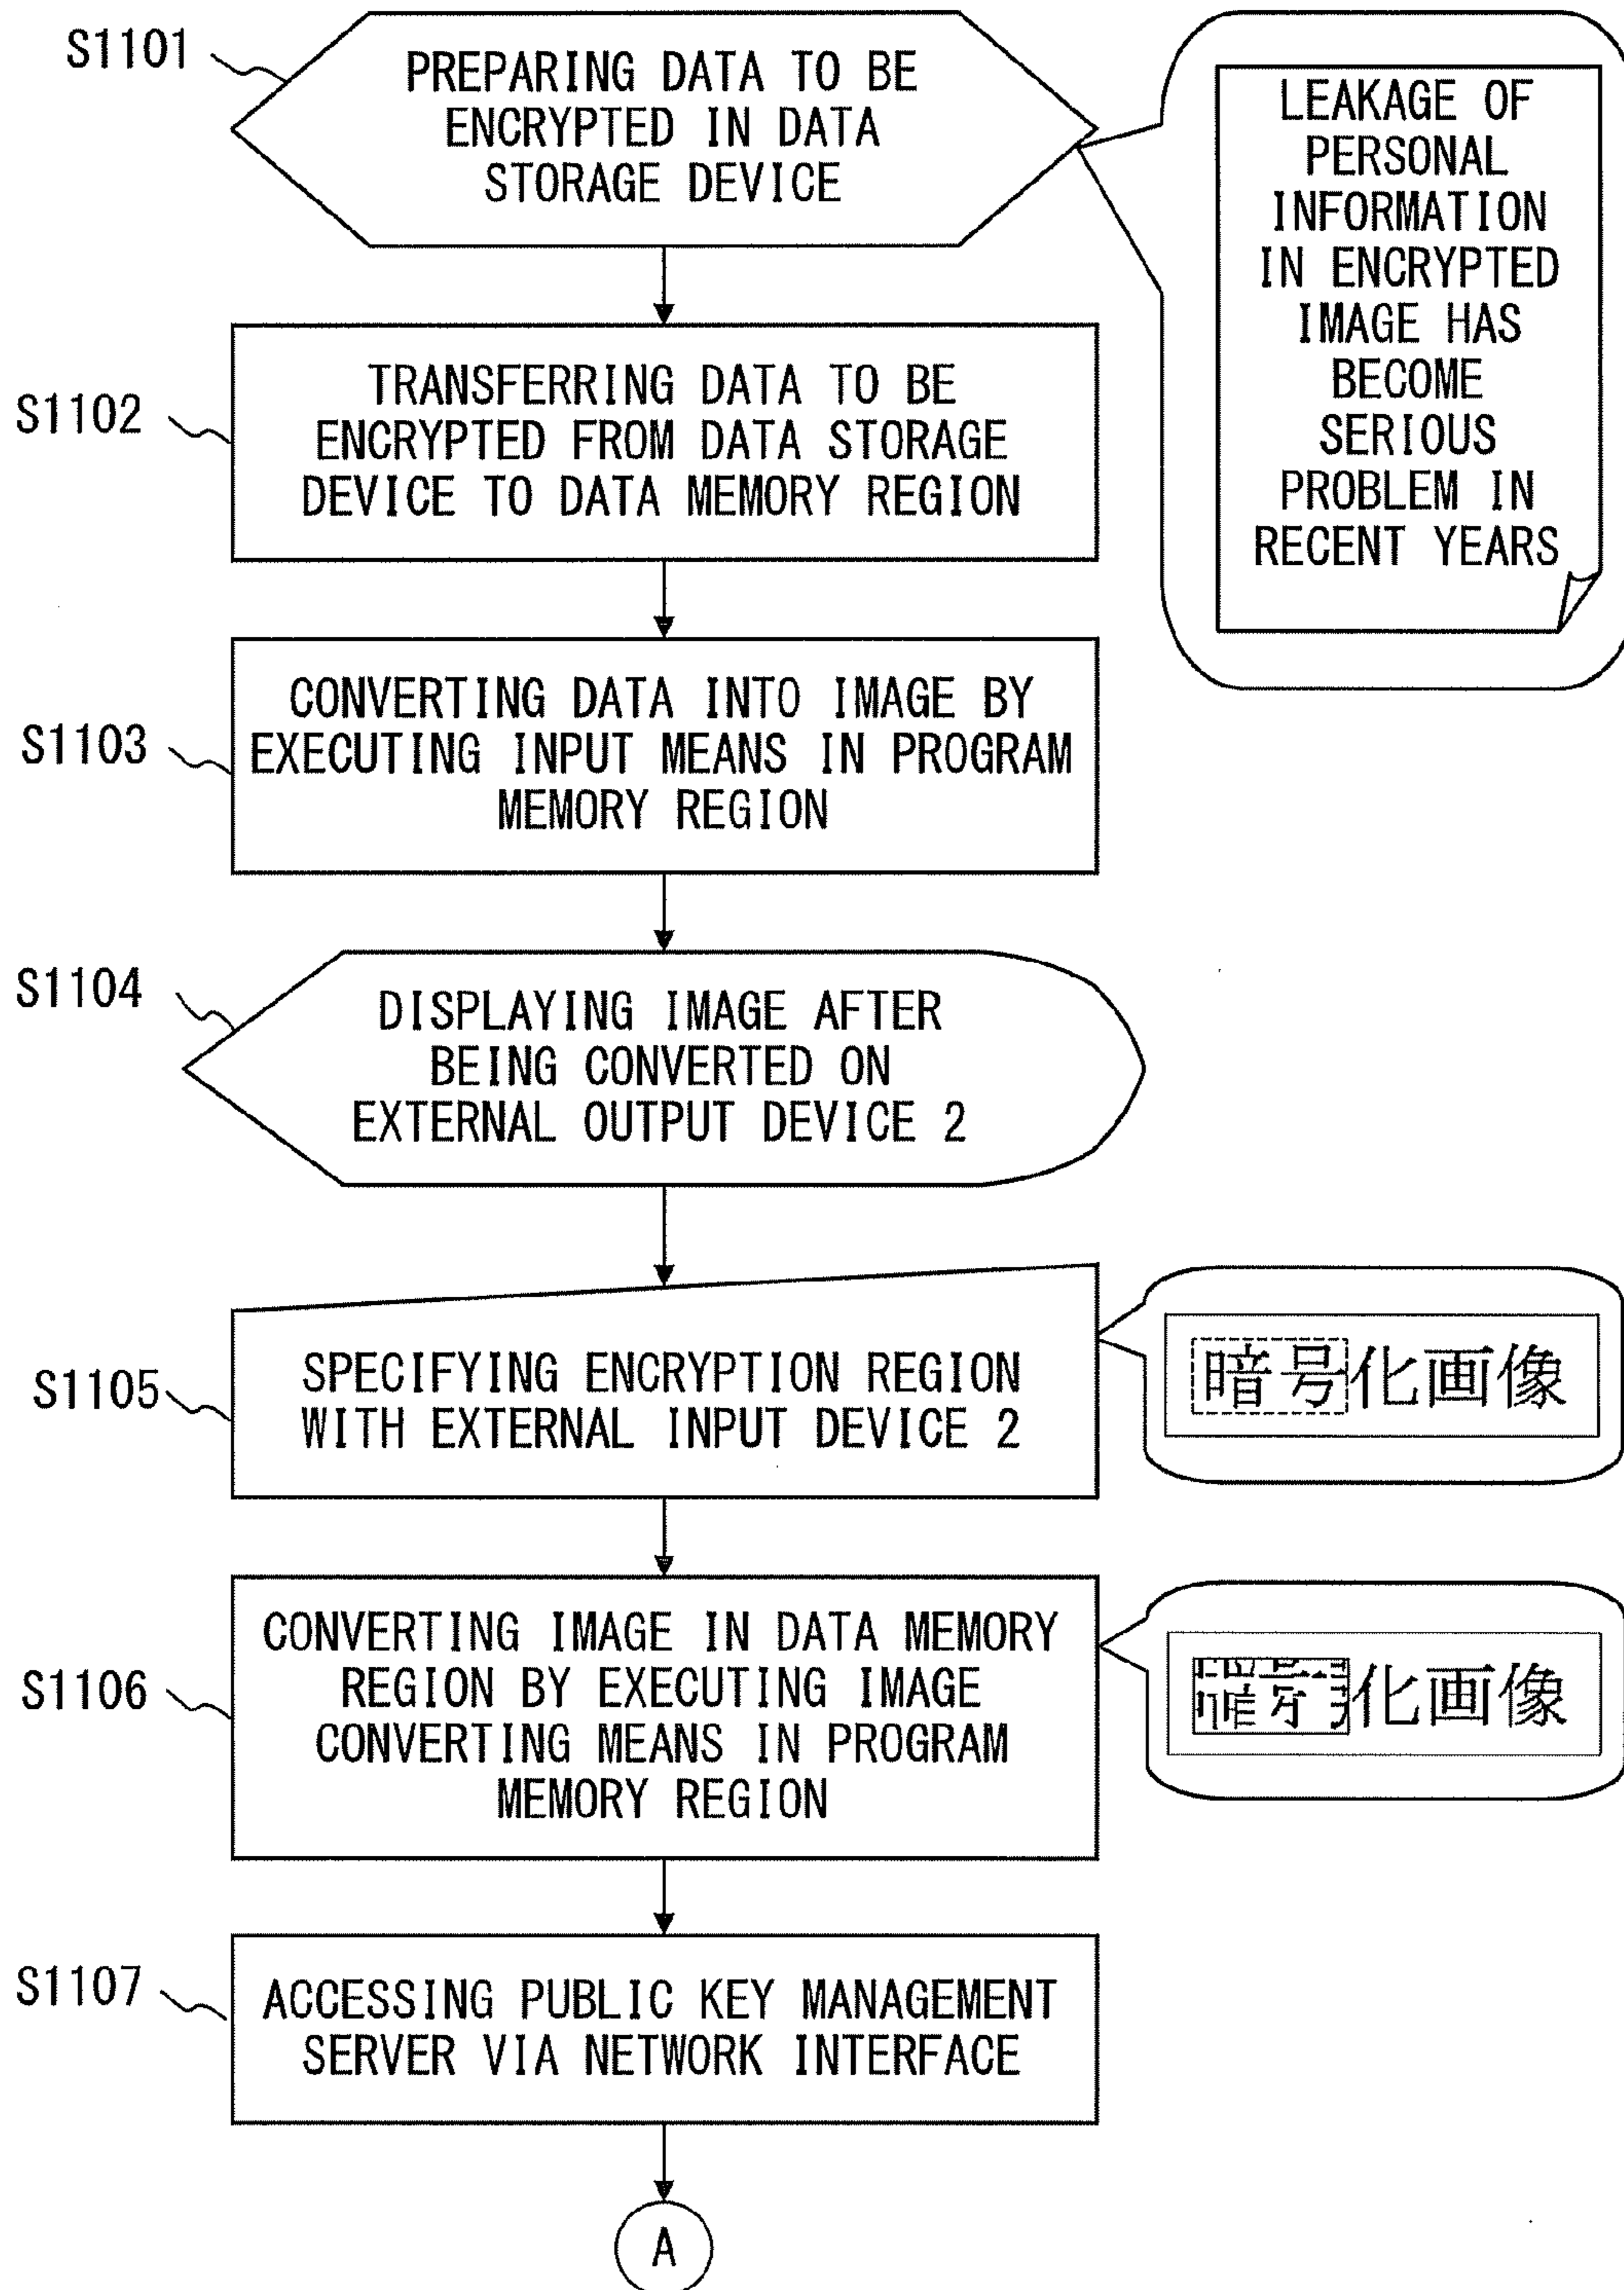 S1101
PREPARING DATA TO BE
ENCRYPTED IN DATA
STORAGE DEVICE
LEAKAGE OF
PERSONAL
INFORMATION
IN ENCRYPTED
IMAGE HAS
BECOME
SERIOUS
PROBLEM IN
RECENT YEARS
S1102
TRANSFERRING DATA TO BE
ENCRYPTED FROM DATA STORAGE
DEVICE TO DATA MEMORY REGION
S1103
CONVERTING DATA INTO IMAGE BY
EXECUTING INPUT MEANS IN PROGRAM
MEMORY REGION
S1104
DISPLAYING IMAGE AFTER
BEING CONVERTED ON
EXTERNAL OUTPUT DEVICE 2
S1105
SPECIFYING ENCRYPTION REGION
WITH EXTERNAL INPUT DEVICE 2
暗号化画像
S1106
CONVERTING IMAGE IN DATA MEMORY
REGION BY EXECUTING IMAGE
CONVERTING MEANS IN PROGRAM
MEMORY REGION
化画像
S1107
ACCESSING PUBLIC KEY MANAGEMENT
SERVER VIA NETWORK INTERFACE
A